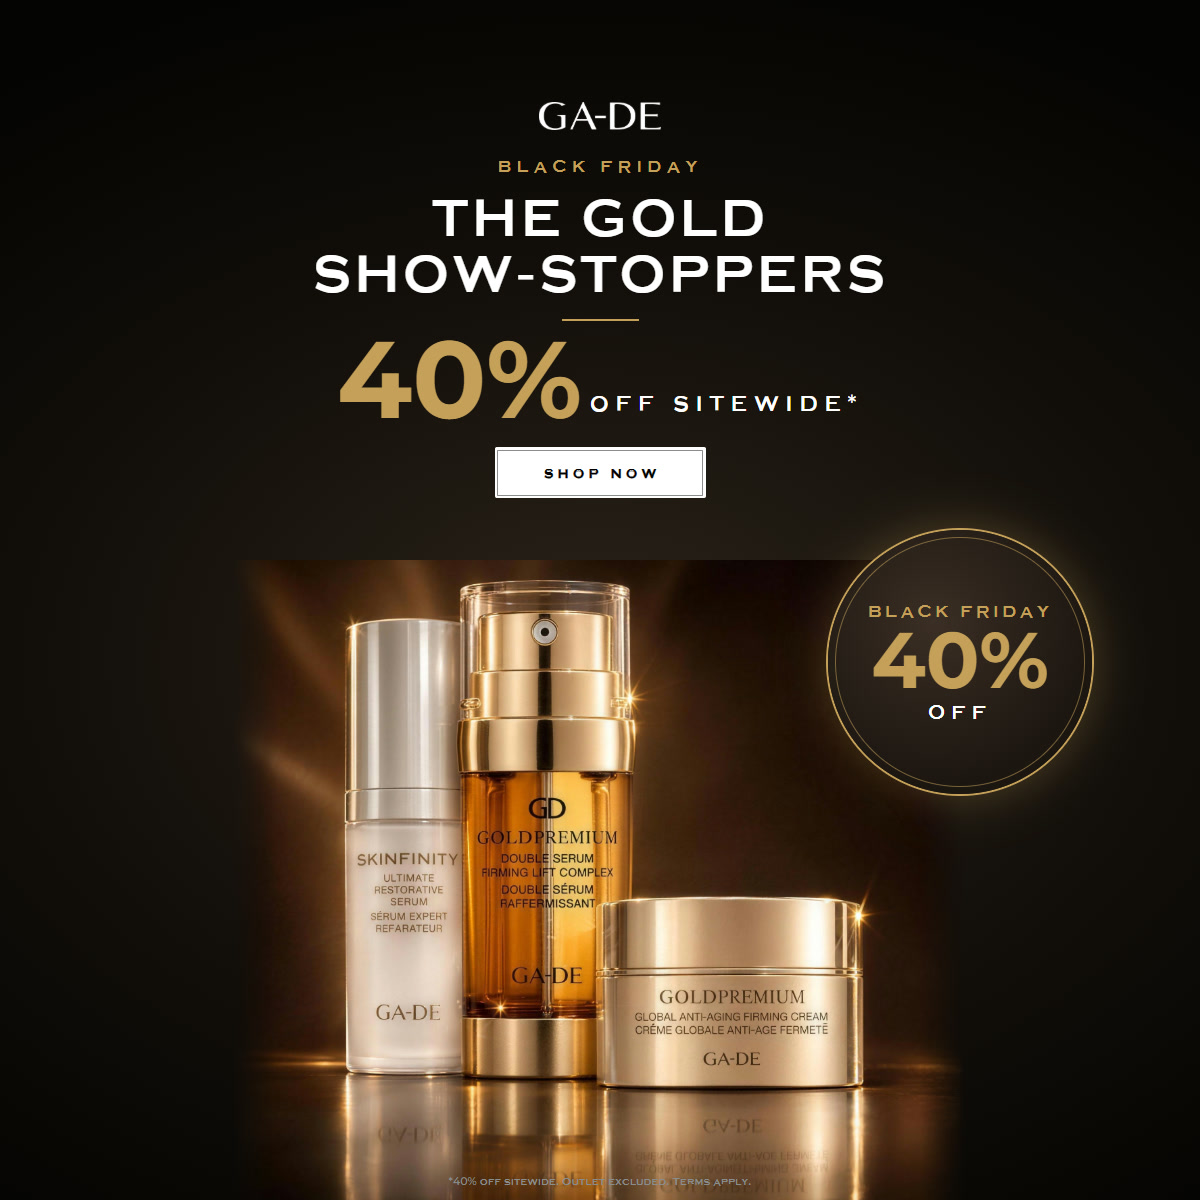 GA-DE
BLACK FRIDAY
THE GOLD
SHOW-STOPPERS
40% OFF SITEWIDE*
SHOP NOW
BLACK FRIDAY
40%
OFF
SKINFINITY
ULTIMATE
RESTORATIVE
SERUM
SÉRUM EXPERT
REFARATEUR
GA-DE
GD
GOLDPREMIUM
DOUBLE SERUM
FIRMING LIFT COMPLEX
DOUBLE SÉRUM
RAFFERMISSANT
GA-DE
GOLDPREMIUM
GLOBAL ANTI-AGING FIRMING CREAM
CRÉME GLOBALE ANTI-AGE FERMETÉ
GA-DE
*40% OFF SITEWIDE. OUTLET EXCLUDED. TERMS APPLY.